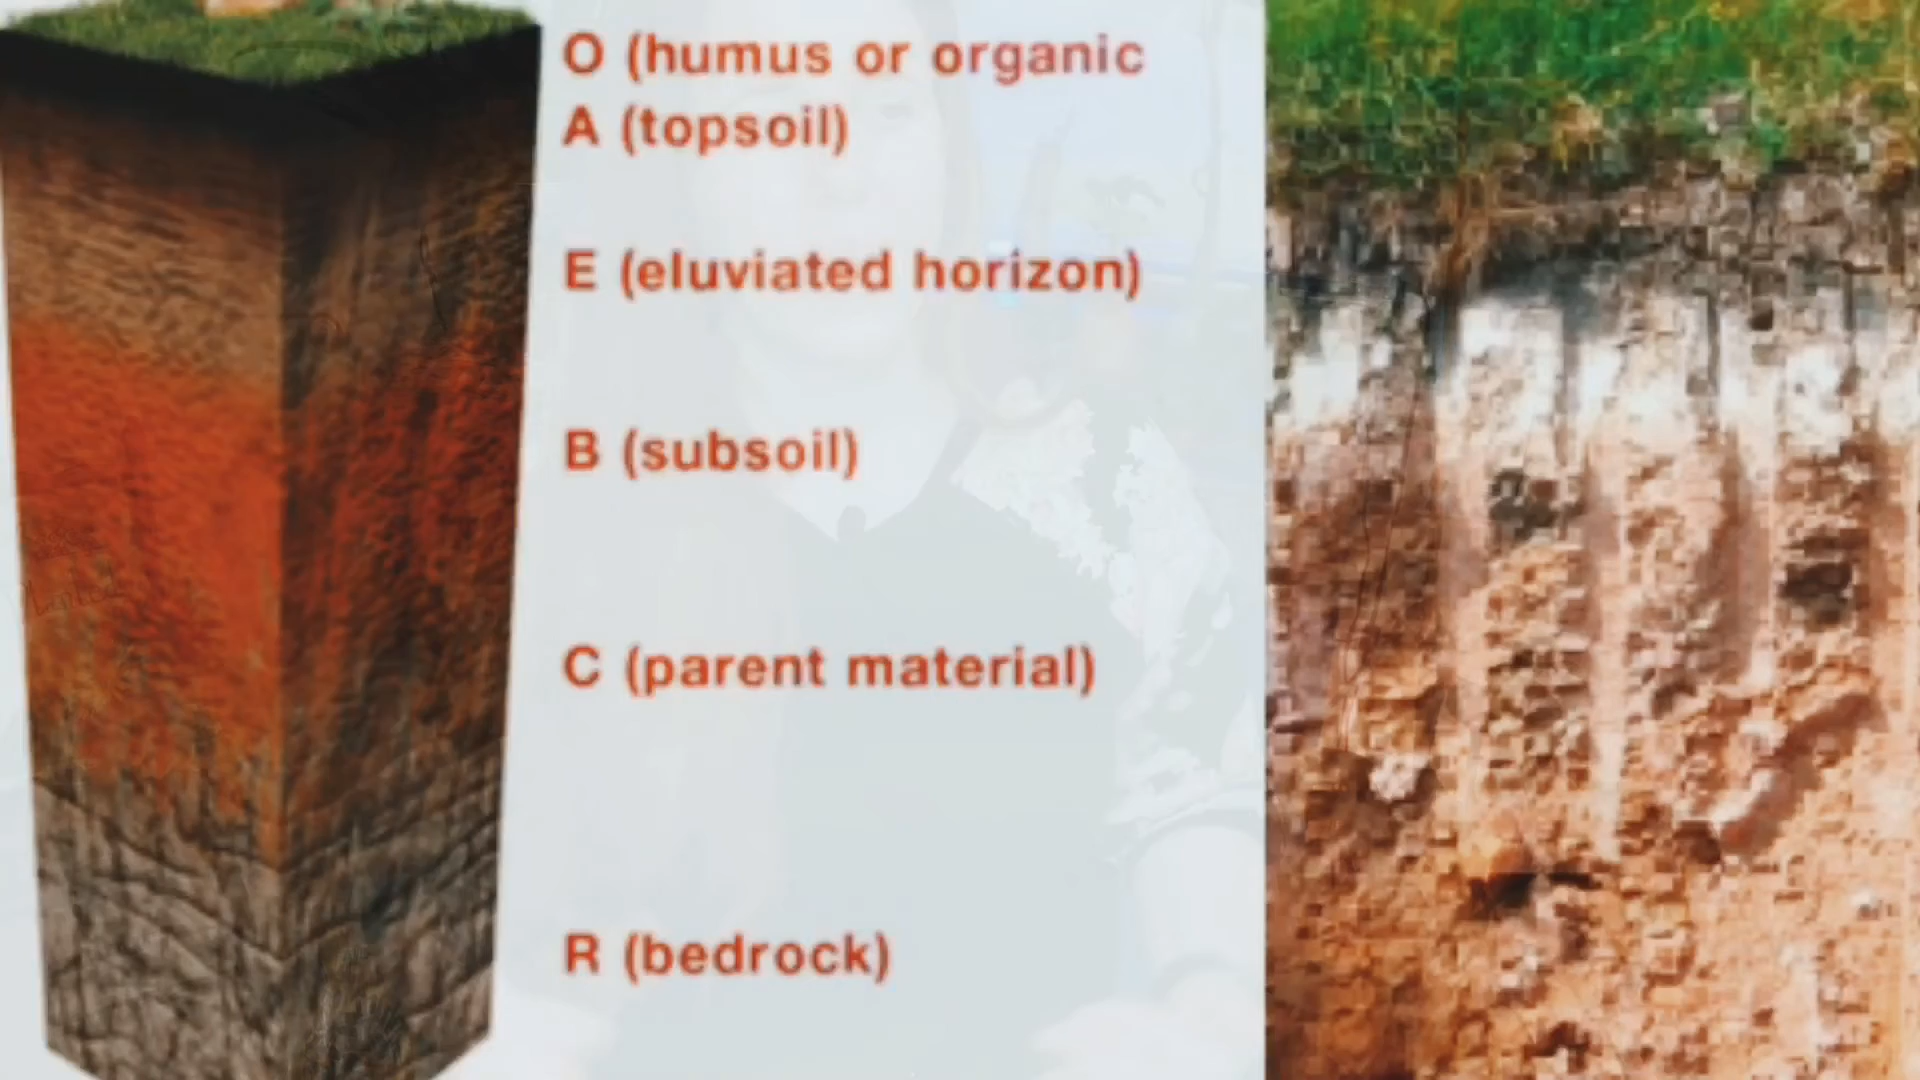 O (humus or organic
A (topsoil)
E (eluviated horizon)
B (subsoil)
C (parent material)
R (bedrock)